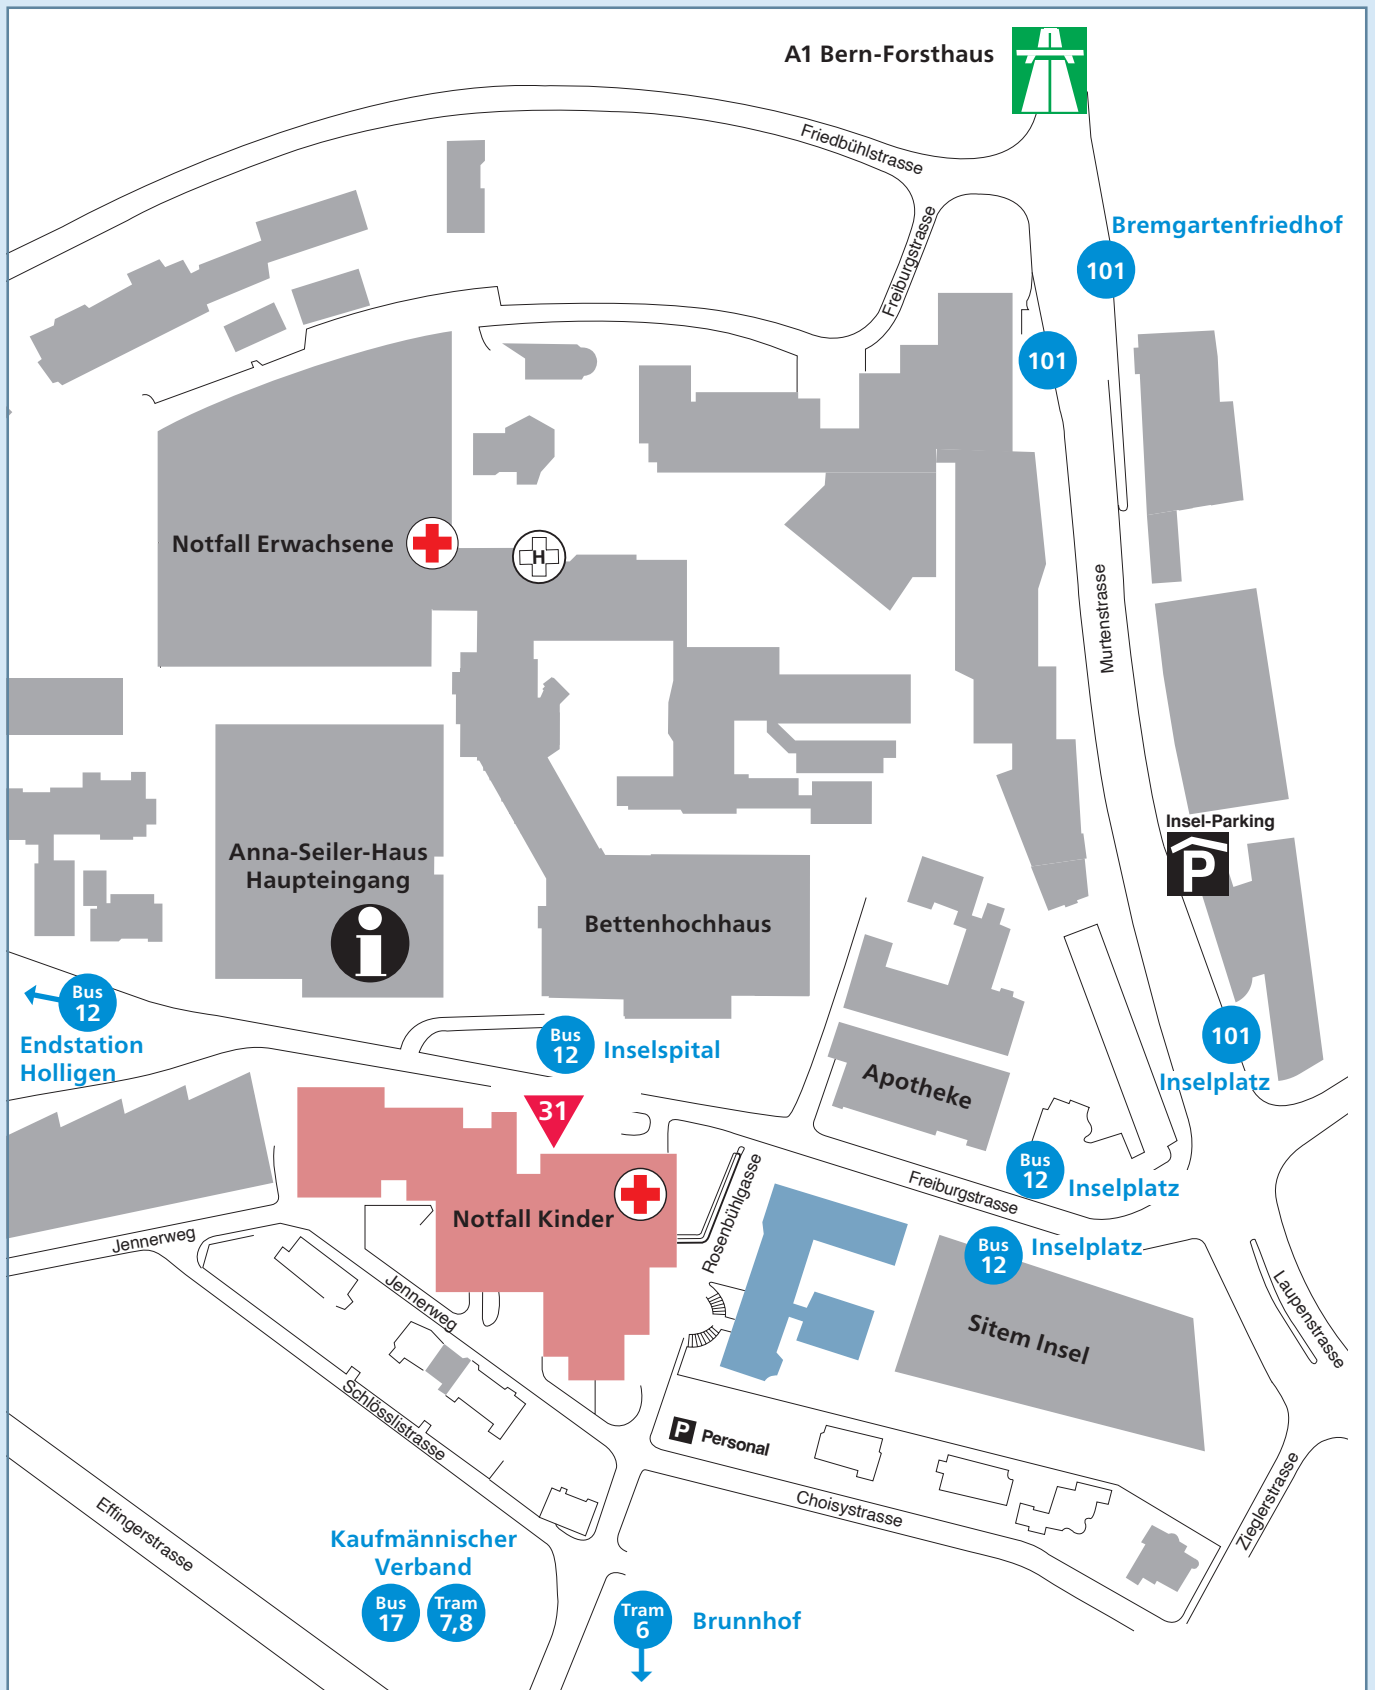 A1 Bern-Forsthaus
Friedbühlstrasse
Freiburgstrasse
Bremgartenfriedhof
101
101
Notfall Erwachsene
H
Murtenstrasse
Insel-Parking
P
Anna-Seiler-Haus
Haupteingang
i
Bettenhochhaus
Bus
12
Endstation
Holligen
Bus
12
Inselspital
101
Inselplatz
Apotheke
31
Notfall Kinder
Rosenbühlgasse
Freiburgstrasse
Bus
12
Inselplatz
Bus
12
Inselplatz
Jennerweg
Jennerweg
Sitem Insel
Laupenstrasse
Schlösslistrasse
P Personal
Choisystrasse
Zieglerstrasse
Effingerstrasse
Kaufmännischer
Verband
Bus
17
Tram
7,8
Tram
6
Brunnhof